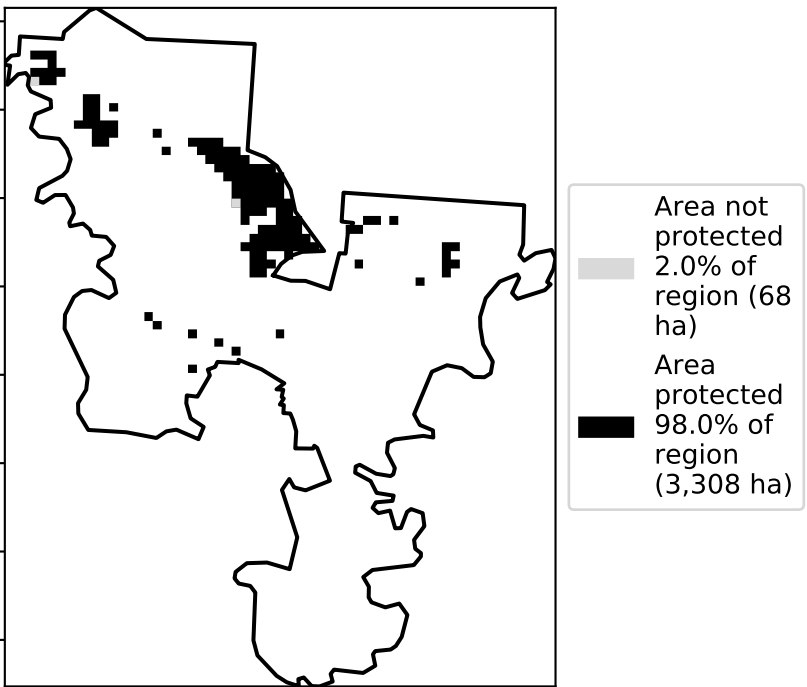 Area not
protected
2.0% of
region (68
ha)
Area
protected
98.0% of
region
(3,308 ha)